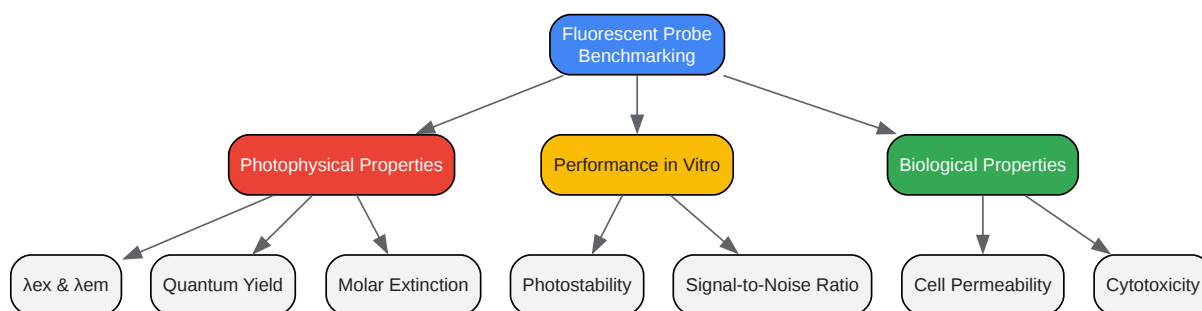 Fluorescent Probe
Benchmarking
Photophysical Properties
Performance in Vitro
Biological Properties
λex & λem
Quantum Yield
Molar Extinction
Photostability
Signal-to-Noise Ratio
Cell Permeability
Cytotoxicity